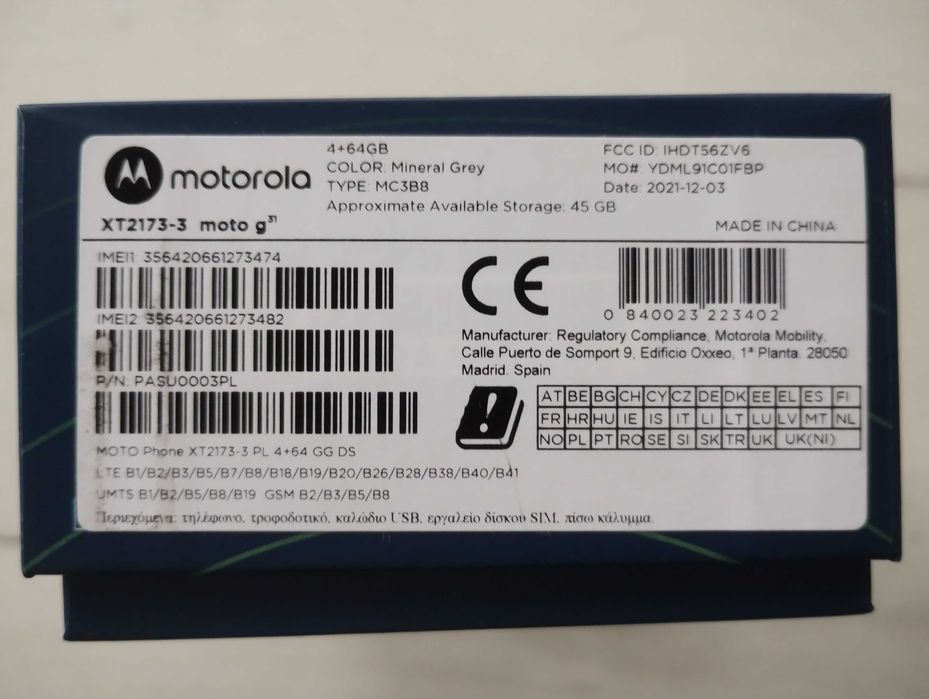 motorola
XT2173-3 moto g³¹
4+64GB
COLOR: Mineral Grey
TYPE: MC3B8
Approximate Available Storage: 45 GB
FCC ID: IHDT56ZV6
MO#: YDML91C01FBP
Date: 2021-12-03
MADE IN CHINA
IMEI1: 356420661273474
IMEI2: 356420661273482
P/N: PASU0003PL
MOTO Phone XT2173-3 PL 4+64 GG DS
LTE B1/B2/B3/B5/B7/B8/B18/B19/B20/B26/B28/B38/B40/B41
UMTS B1/B2/B5/B8/B19 GSM B2/B3/B5/B8
Περιεχόμενα: τηλέφωνο, τροφοδοτικό, καλώδιο USB, εργαλείο δίσκου SIM, πίσω κάλυμμα.
CE
0 840023 223402
Manufacturer: Regulatory Compliance, Motorola Mobility,
Calle Puerto de Somport 9, Edificio Oxxeo, 1ª Planta, 28050
Madrid, Spain
AT BE BG CH CY CZ DE DK EE EL ES FI
FR HR HU IE IS IT LI LT LU LV MT NL
NO PL PT RO SE SI SK TR UK UK(NI)